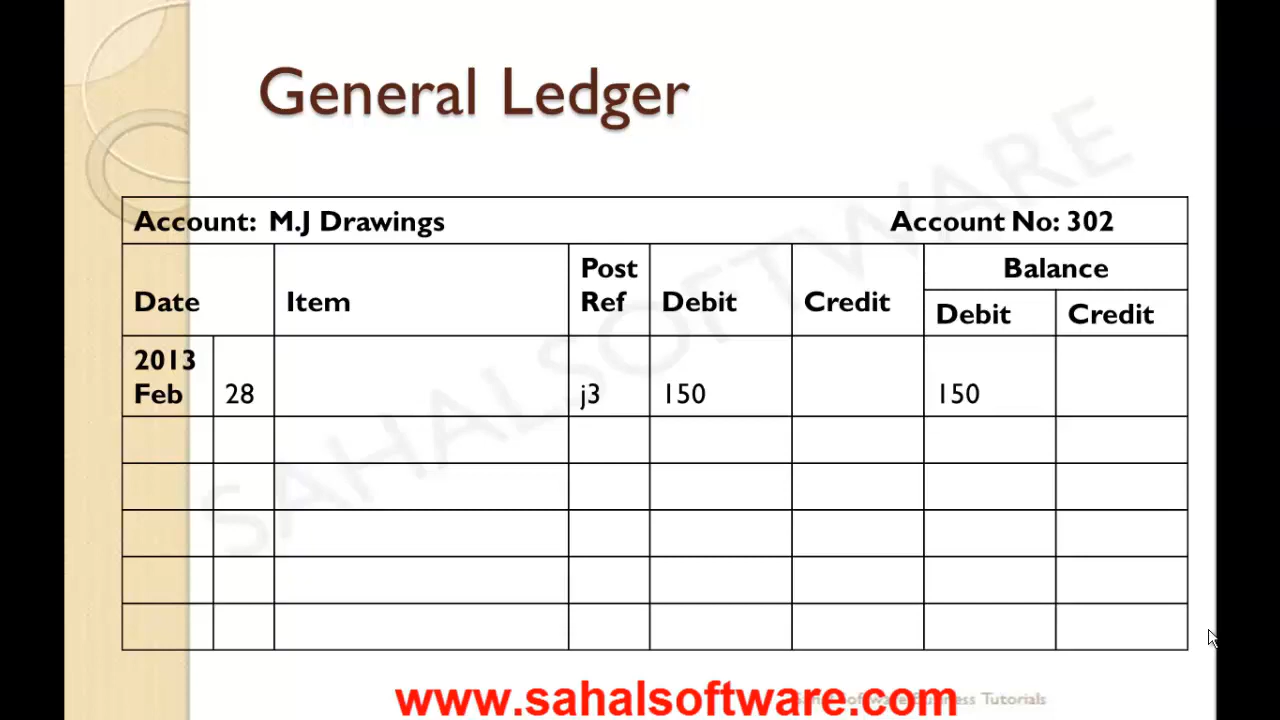 General Ledger
Account: M.J Drawings Account No: 302
Date Item Post Ref Debit Credit Balance
Debit Credit
2013
Feb 28 j3 150 150
SAHALSOFTWARE
www.sahalsoftware.com
Business Tutorials